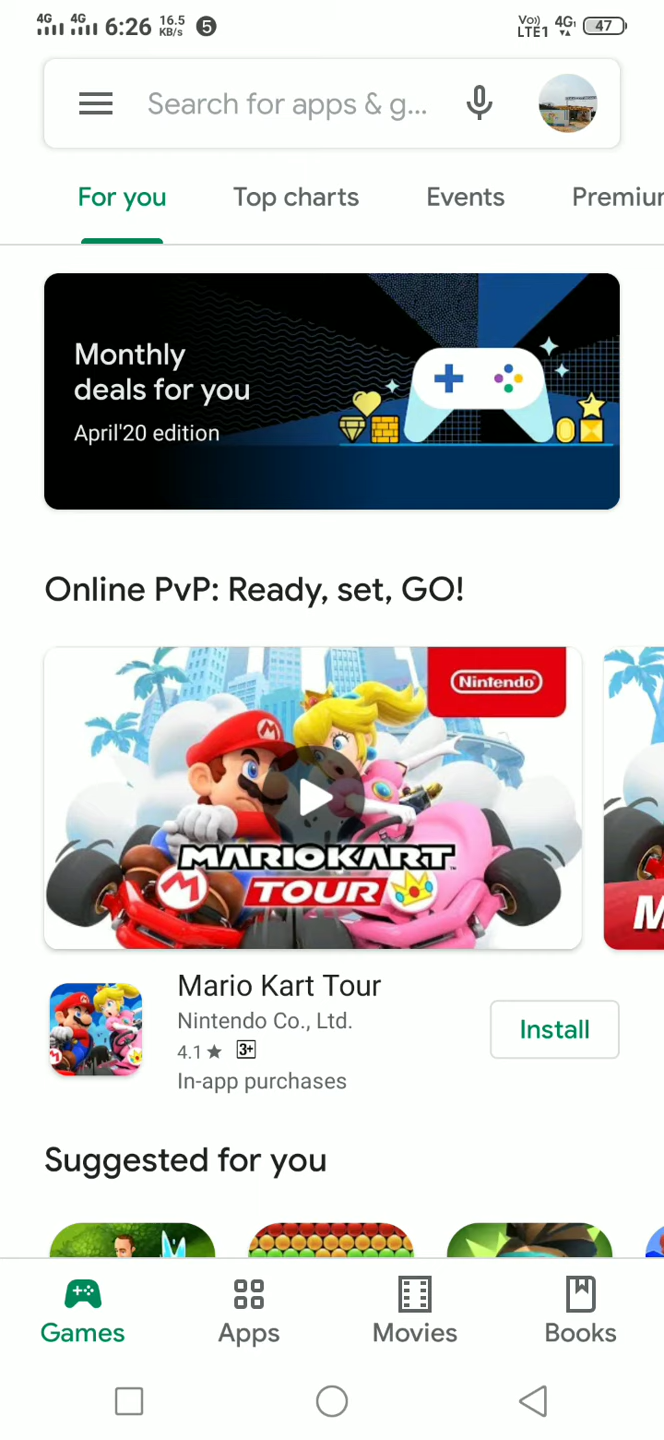 4G 4G 6:26 16.5 KB/s 5 Vo)) LTE1 4G1 47
Search for apps & g...
For you Top charts Events Premiur
Monthly
deals for you
April'20 edition
Online PvP: Ready, set, GO!
Nintendo
MARIOKART
TOUR
M
Mario Kart Tour
Nintendo Co., Ltd.
4.1★ 3+
In-app purchases
Install
Suggested for you
Games Apps Movies Books